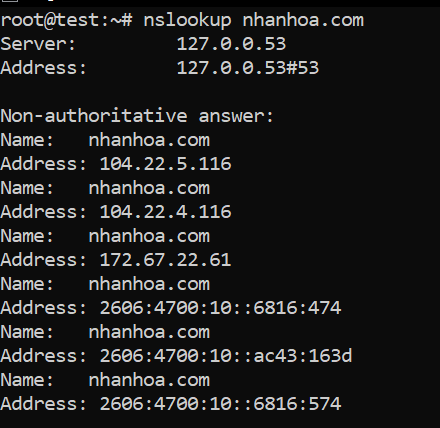 root@test:~# nslookup nhanhoa.com
Server:         127.0.0.53
Address:        127.0.0.53#53

Non-authoritative answer:
Name:   nhanhoa.com
Address: 104.22.5.116
Name:   nhanhoa.com
Address: 104.22.4.116
Name:   nhanhoa.com
Address: 172.67.22.61
Name:   nhanhoa.com
Address: 2606:4700:10::6816:474
Name:   nhanhoa.com
Address: 2606:4700:10::ac43:163d
Name:   nhanhoa.com
Address: 2606:4700:10::6816:574